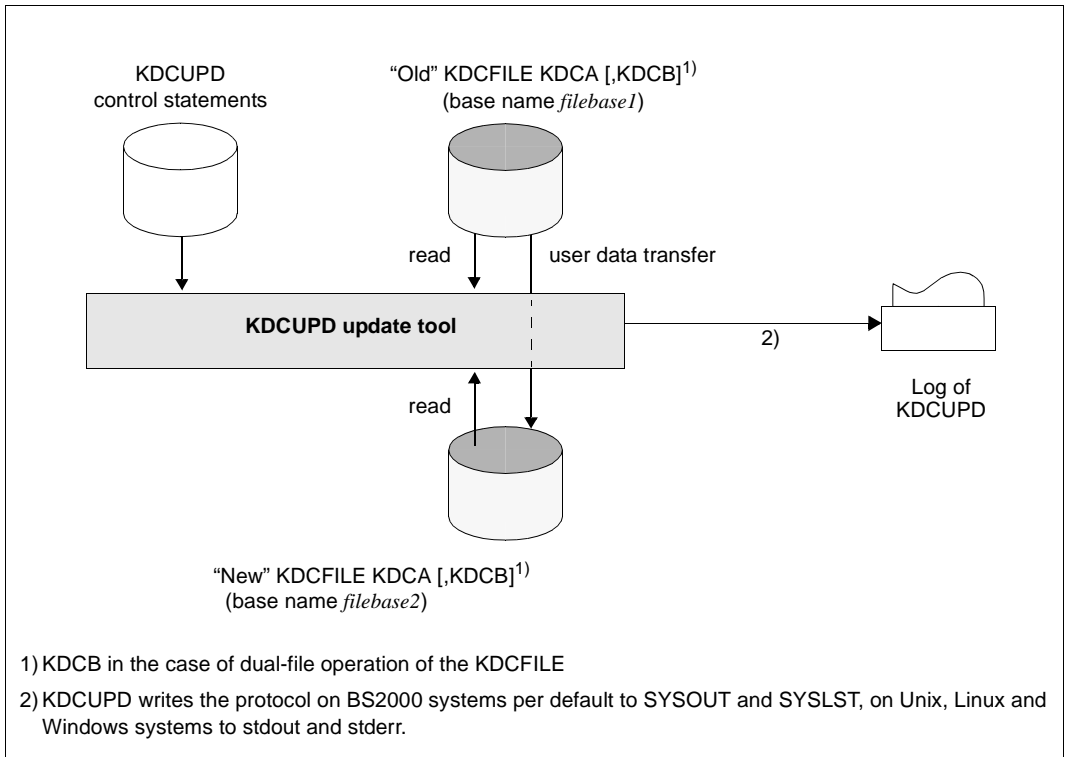 KDCUPD
control statements
“Old” KDCFILE KDCA [,KDCB]1)
(base name filebase1)
read
user data transfer
KDCUPD update tool
2)
Log of
KDCUPD
read
“New” KDCFILE KDCA [,KDCB]1)
(base name filebase2)
1) KDCB in the case of dual-file operation of the KDCFILE
2) KDCUPD writes the protocol on BS2000 systems per default to SYSOUT and SYSLST, on Unix, Linux and
Windows systems to stdout and stderr.